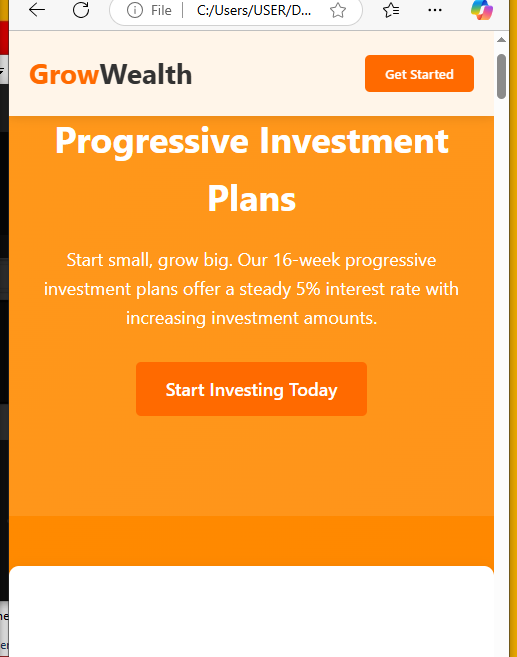 File
C:/Users/USER/D...
GrowWealth
Get Started
Progressive Investment
Plans
Start small, grow big. Our 16-week progressive
investment plans offer a steady 5% interest rate with
increasing investment amounts.
Start Investing Today